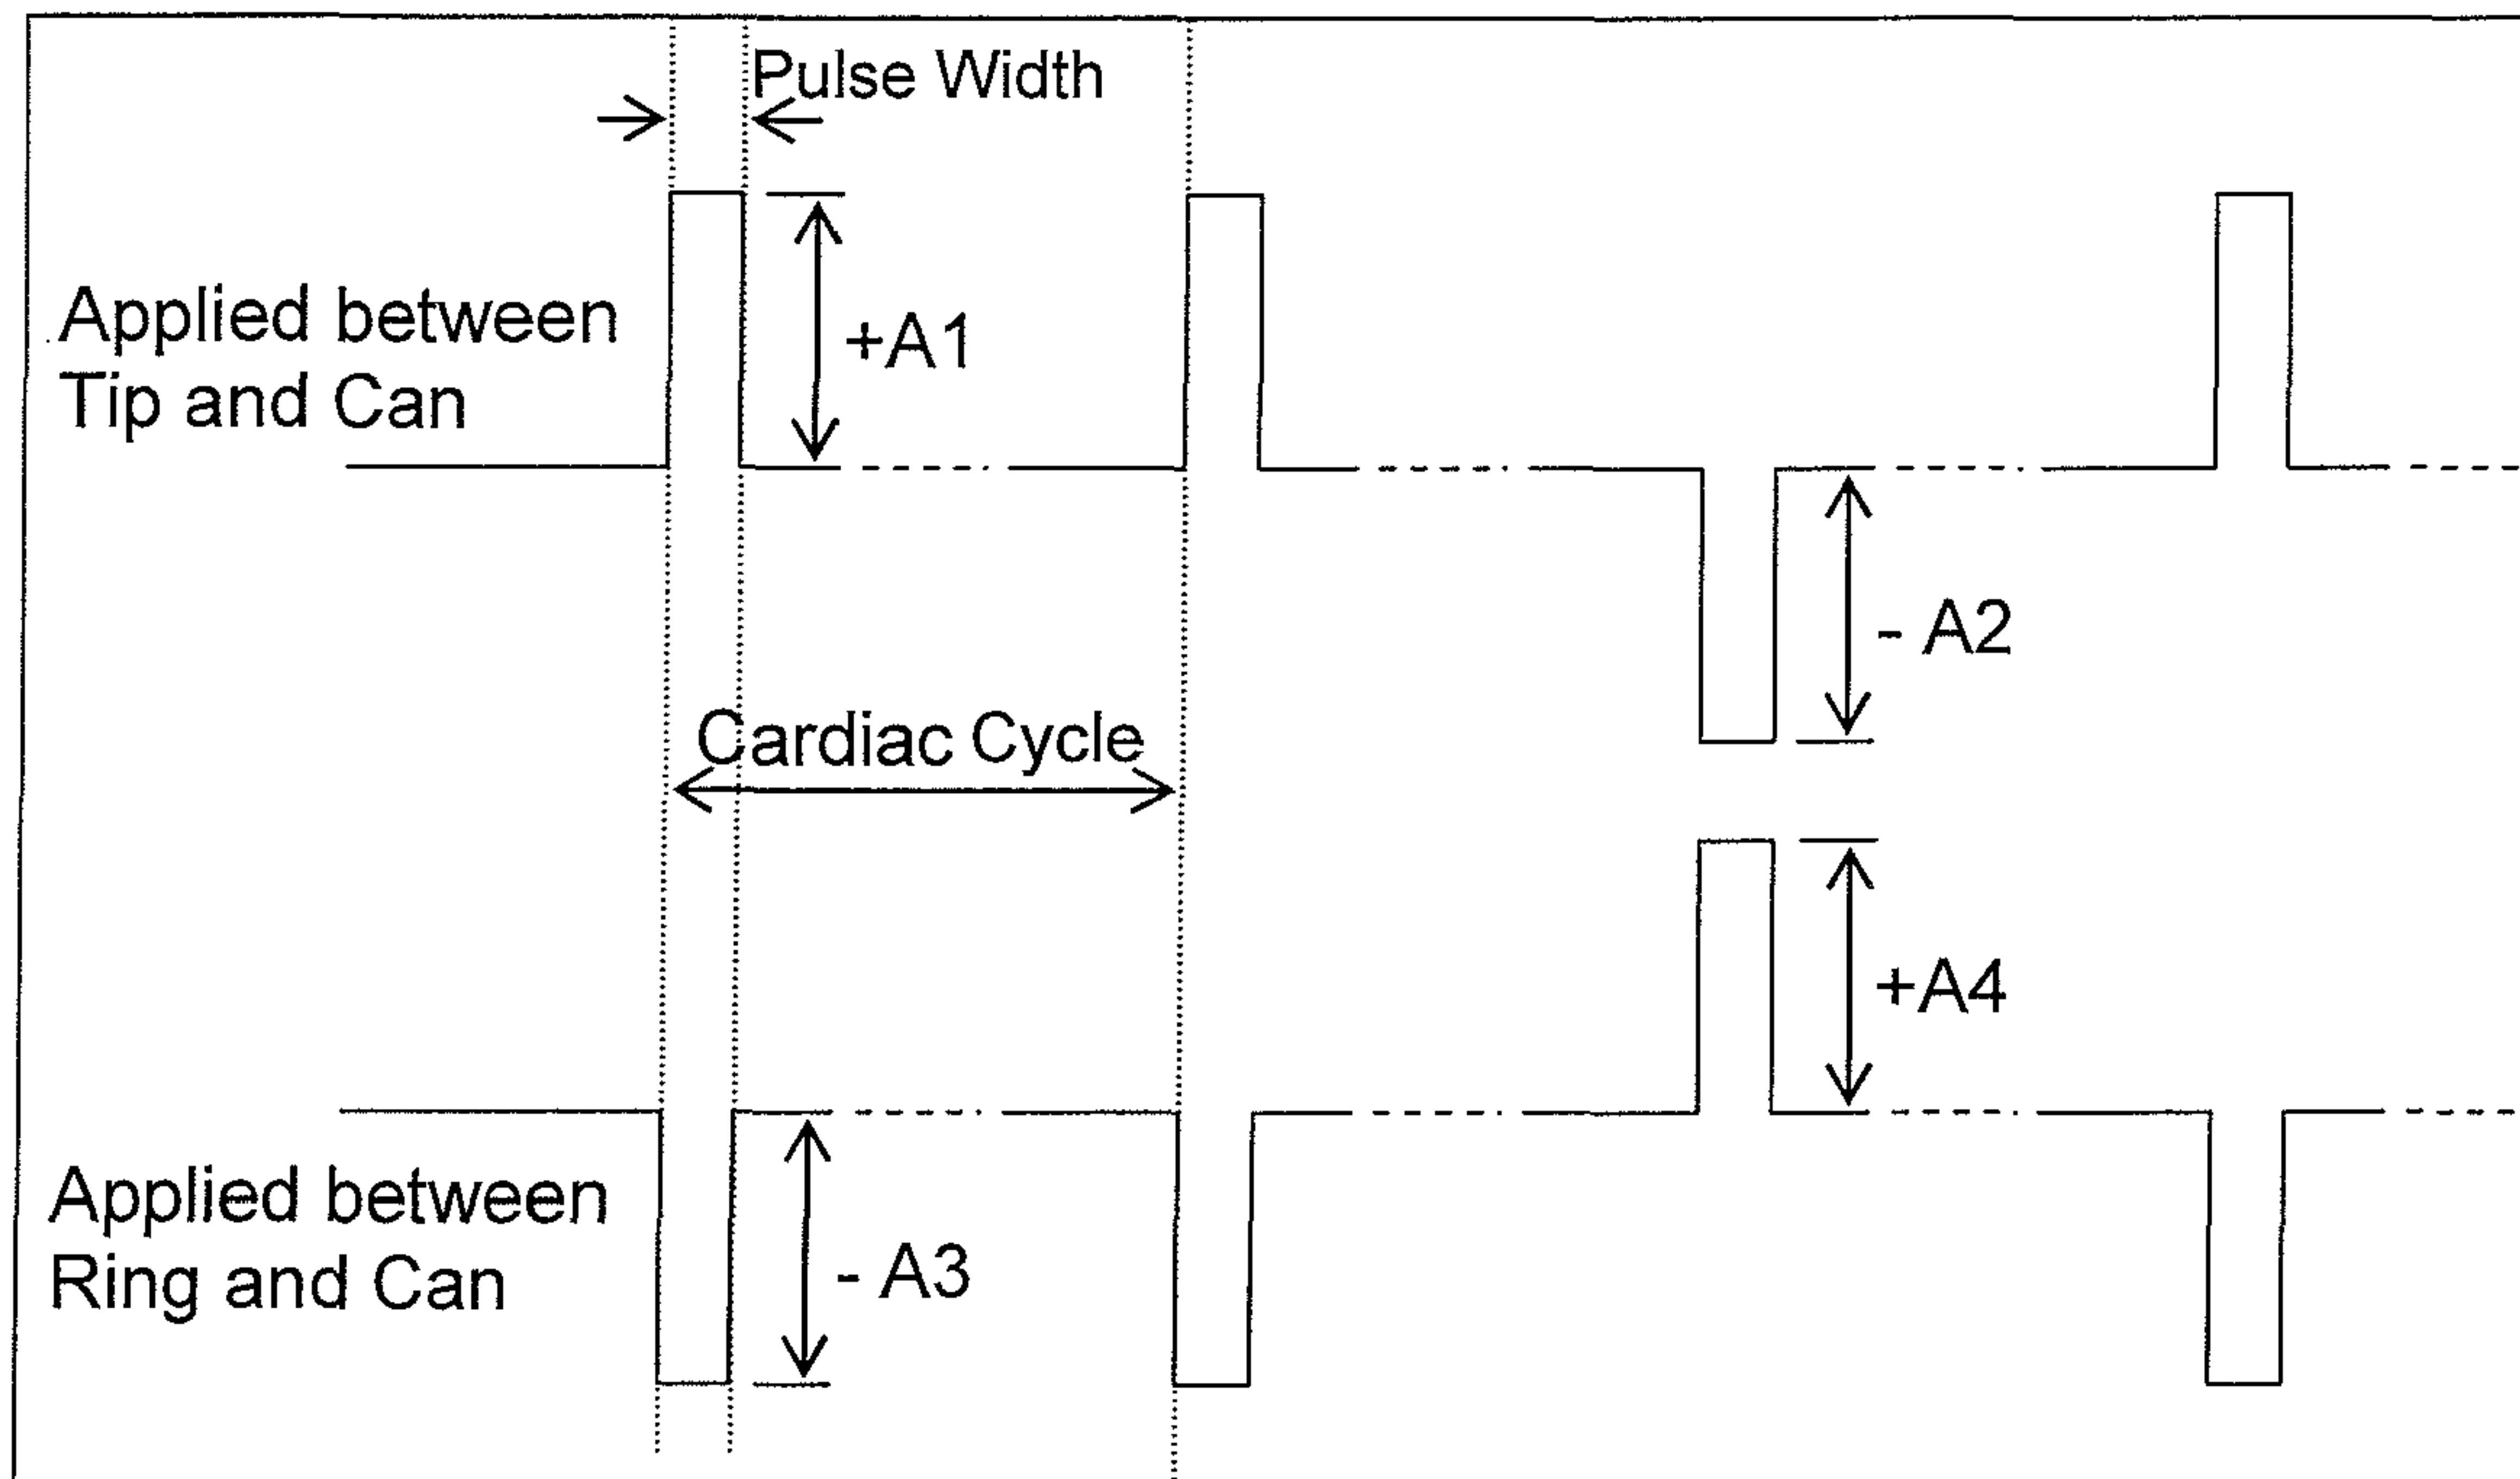 Pulse Width
Applied between
Tip and Can
+A1
- A2
Cardiac Cycle
+A4
Applied between
Ring and Can
- A3